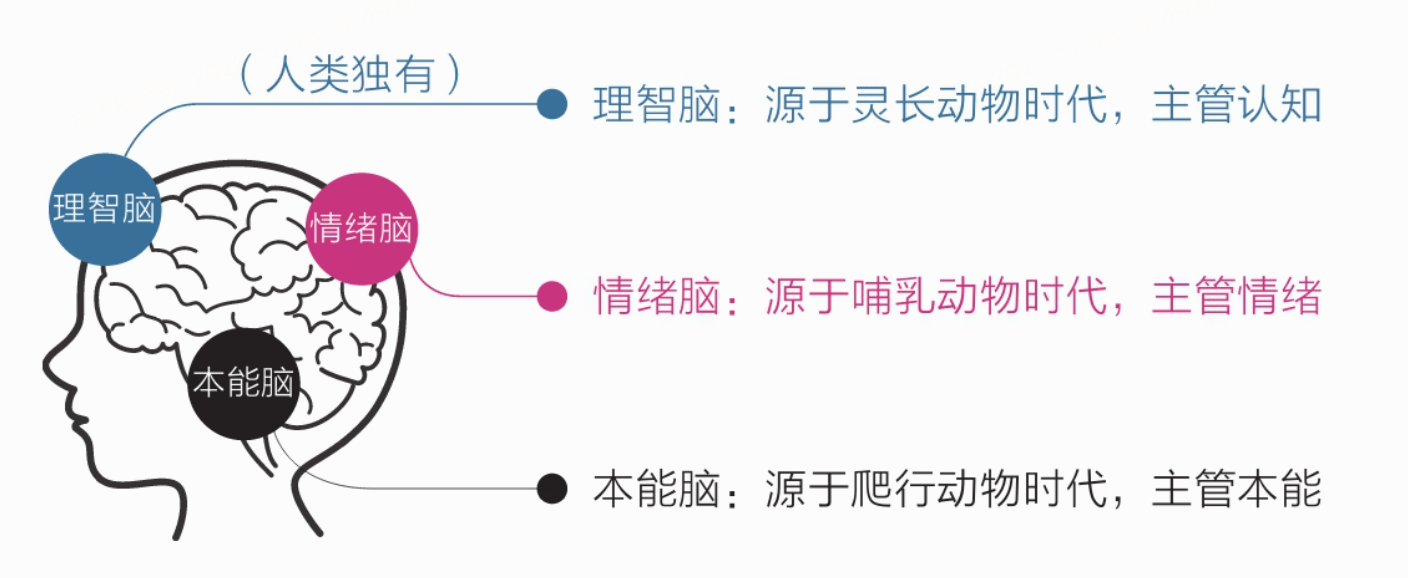 （人类独有）
理智脑：源于灵长动物时代，主管认知
理智脑
情绪脑
情绪脑：源于哺乳动物时代，主管情绪
本能脑
本能脑：源于爬行动物时代，主管本能